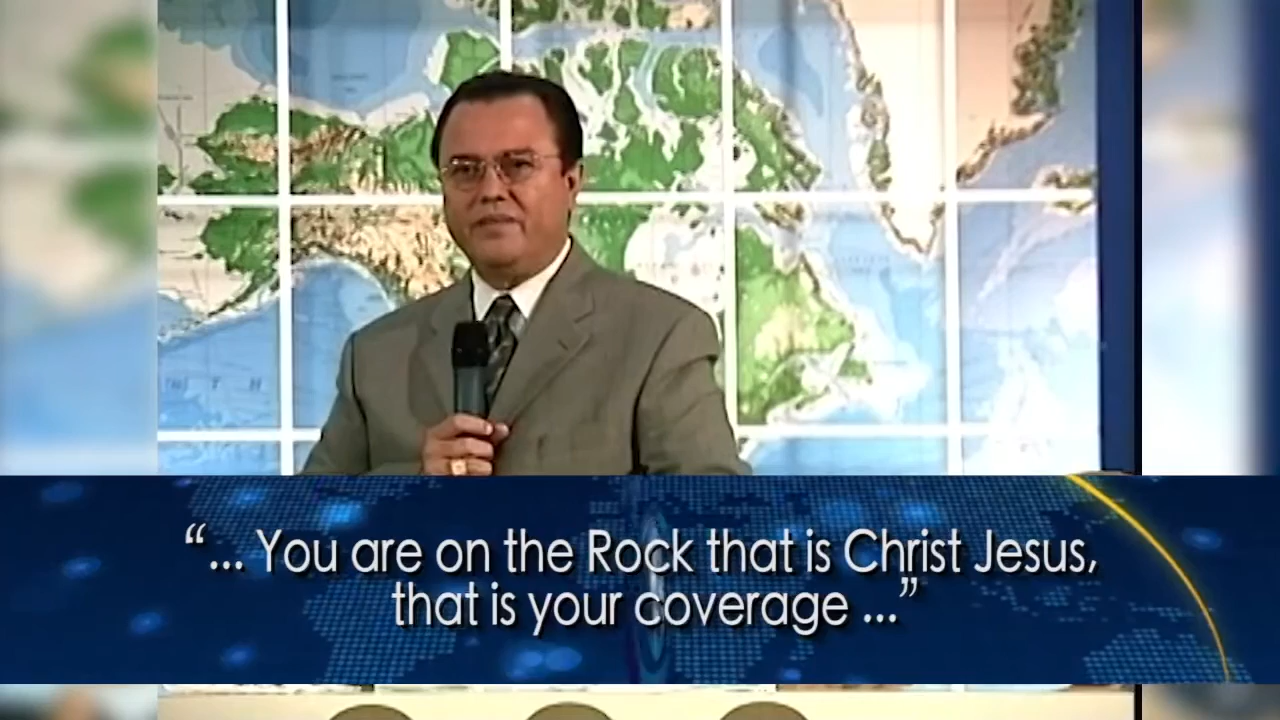 “... You are on the Rock that is Christ Jesus,
that is your coverage ...”